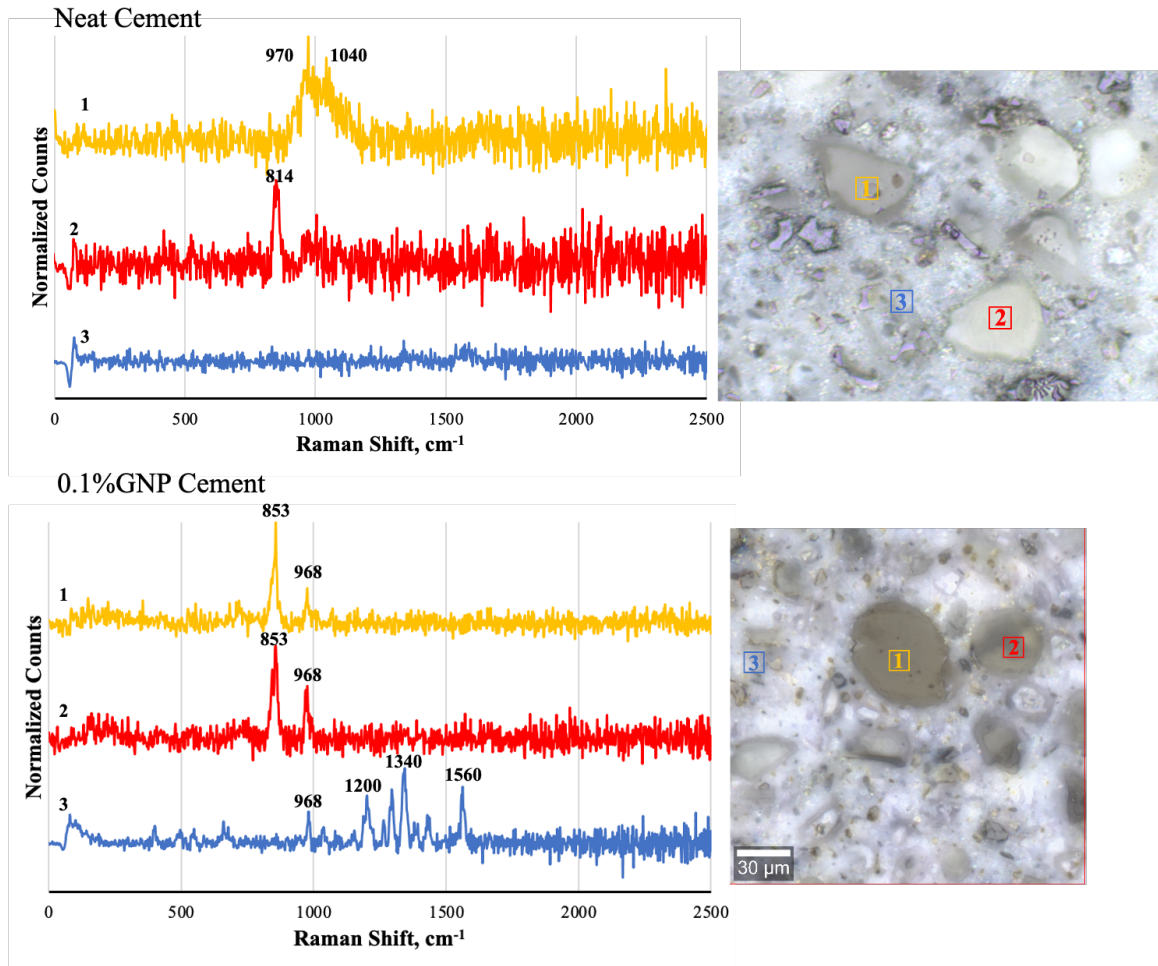 Neat Cement
970 1040
1
814
2
3
Normalized Counts
0 500 1000 1500 2000 2500
Raman Shift, cm-1
1
3
2
0.1%GNP Cement
853
968
1
853
968
2
1340
1200 1560
968
3
Normalized Counts
0 500 1000 1500 2000 2500
Raman Shift, cm-1
2
3 1
30 μm